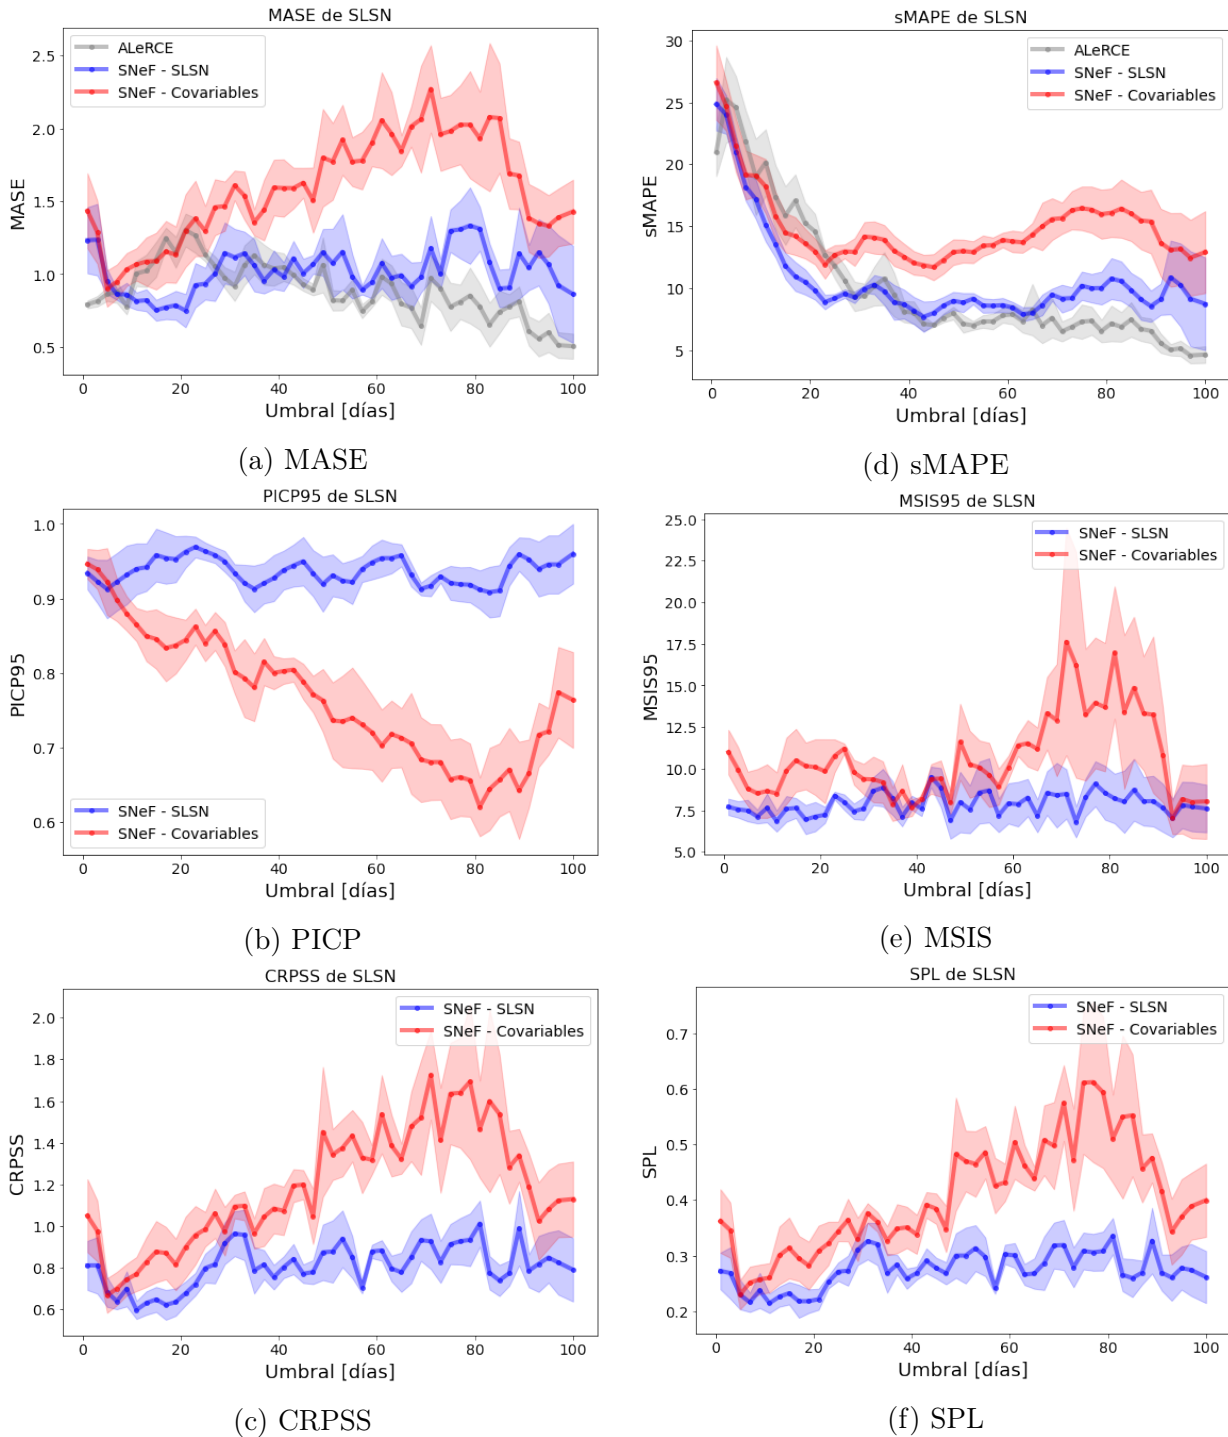 MASE de SLSN
ALeRCE
SNeF - SLSN
SNeF - Covariables
MASE
2.5
2.0
1.5
1.0
0.5
0 20 40 60 80 100
Umbral [días]
(a) MASE
sMAPE de SLSN
ALeRCE
SNeF - SLSN
SNeF - Covariables
sMAPE
30
25
20
15
10
5
0 20 40 60 80 100
Umbral [días]
(d) sMAPE
PICP95 de SLSN
PICP95
1.0
0.9
0.8
0.7
0.6
SNeF - SLSN
SNeF - Covariables
0 20 40 60 80 100
Umbral [días]
(b) PICP
MSIS95 de SLSN
SNeF - SLSN
SNeF - Covariables
MSIS95
25.0
22.5
20.0
17.5
15.0
12.5
10.0
7.5
5.0
0 20 40 60 80 100
Umbral [días]
(e) MSIS
CRPSS de SLSN
SNeF - SLSN
SNeF - Covariables
CRPSS
2.0
1.8
1.6
1.4
1.2
1.0
0.8
0.6
0 20 40 60 80 100
Umbral [días]
(c) CRPSS
SPL de SLSN
SNeF - SLSN
SNeF - Covariables
SPL
0.7
0.6
0.5
0.4
0.3
0.2
0 20 40 60 80 100
Umbral [días]
(f) SPL